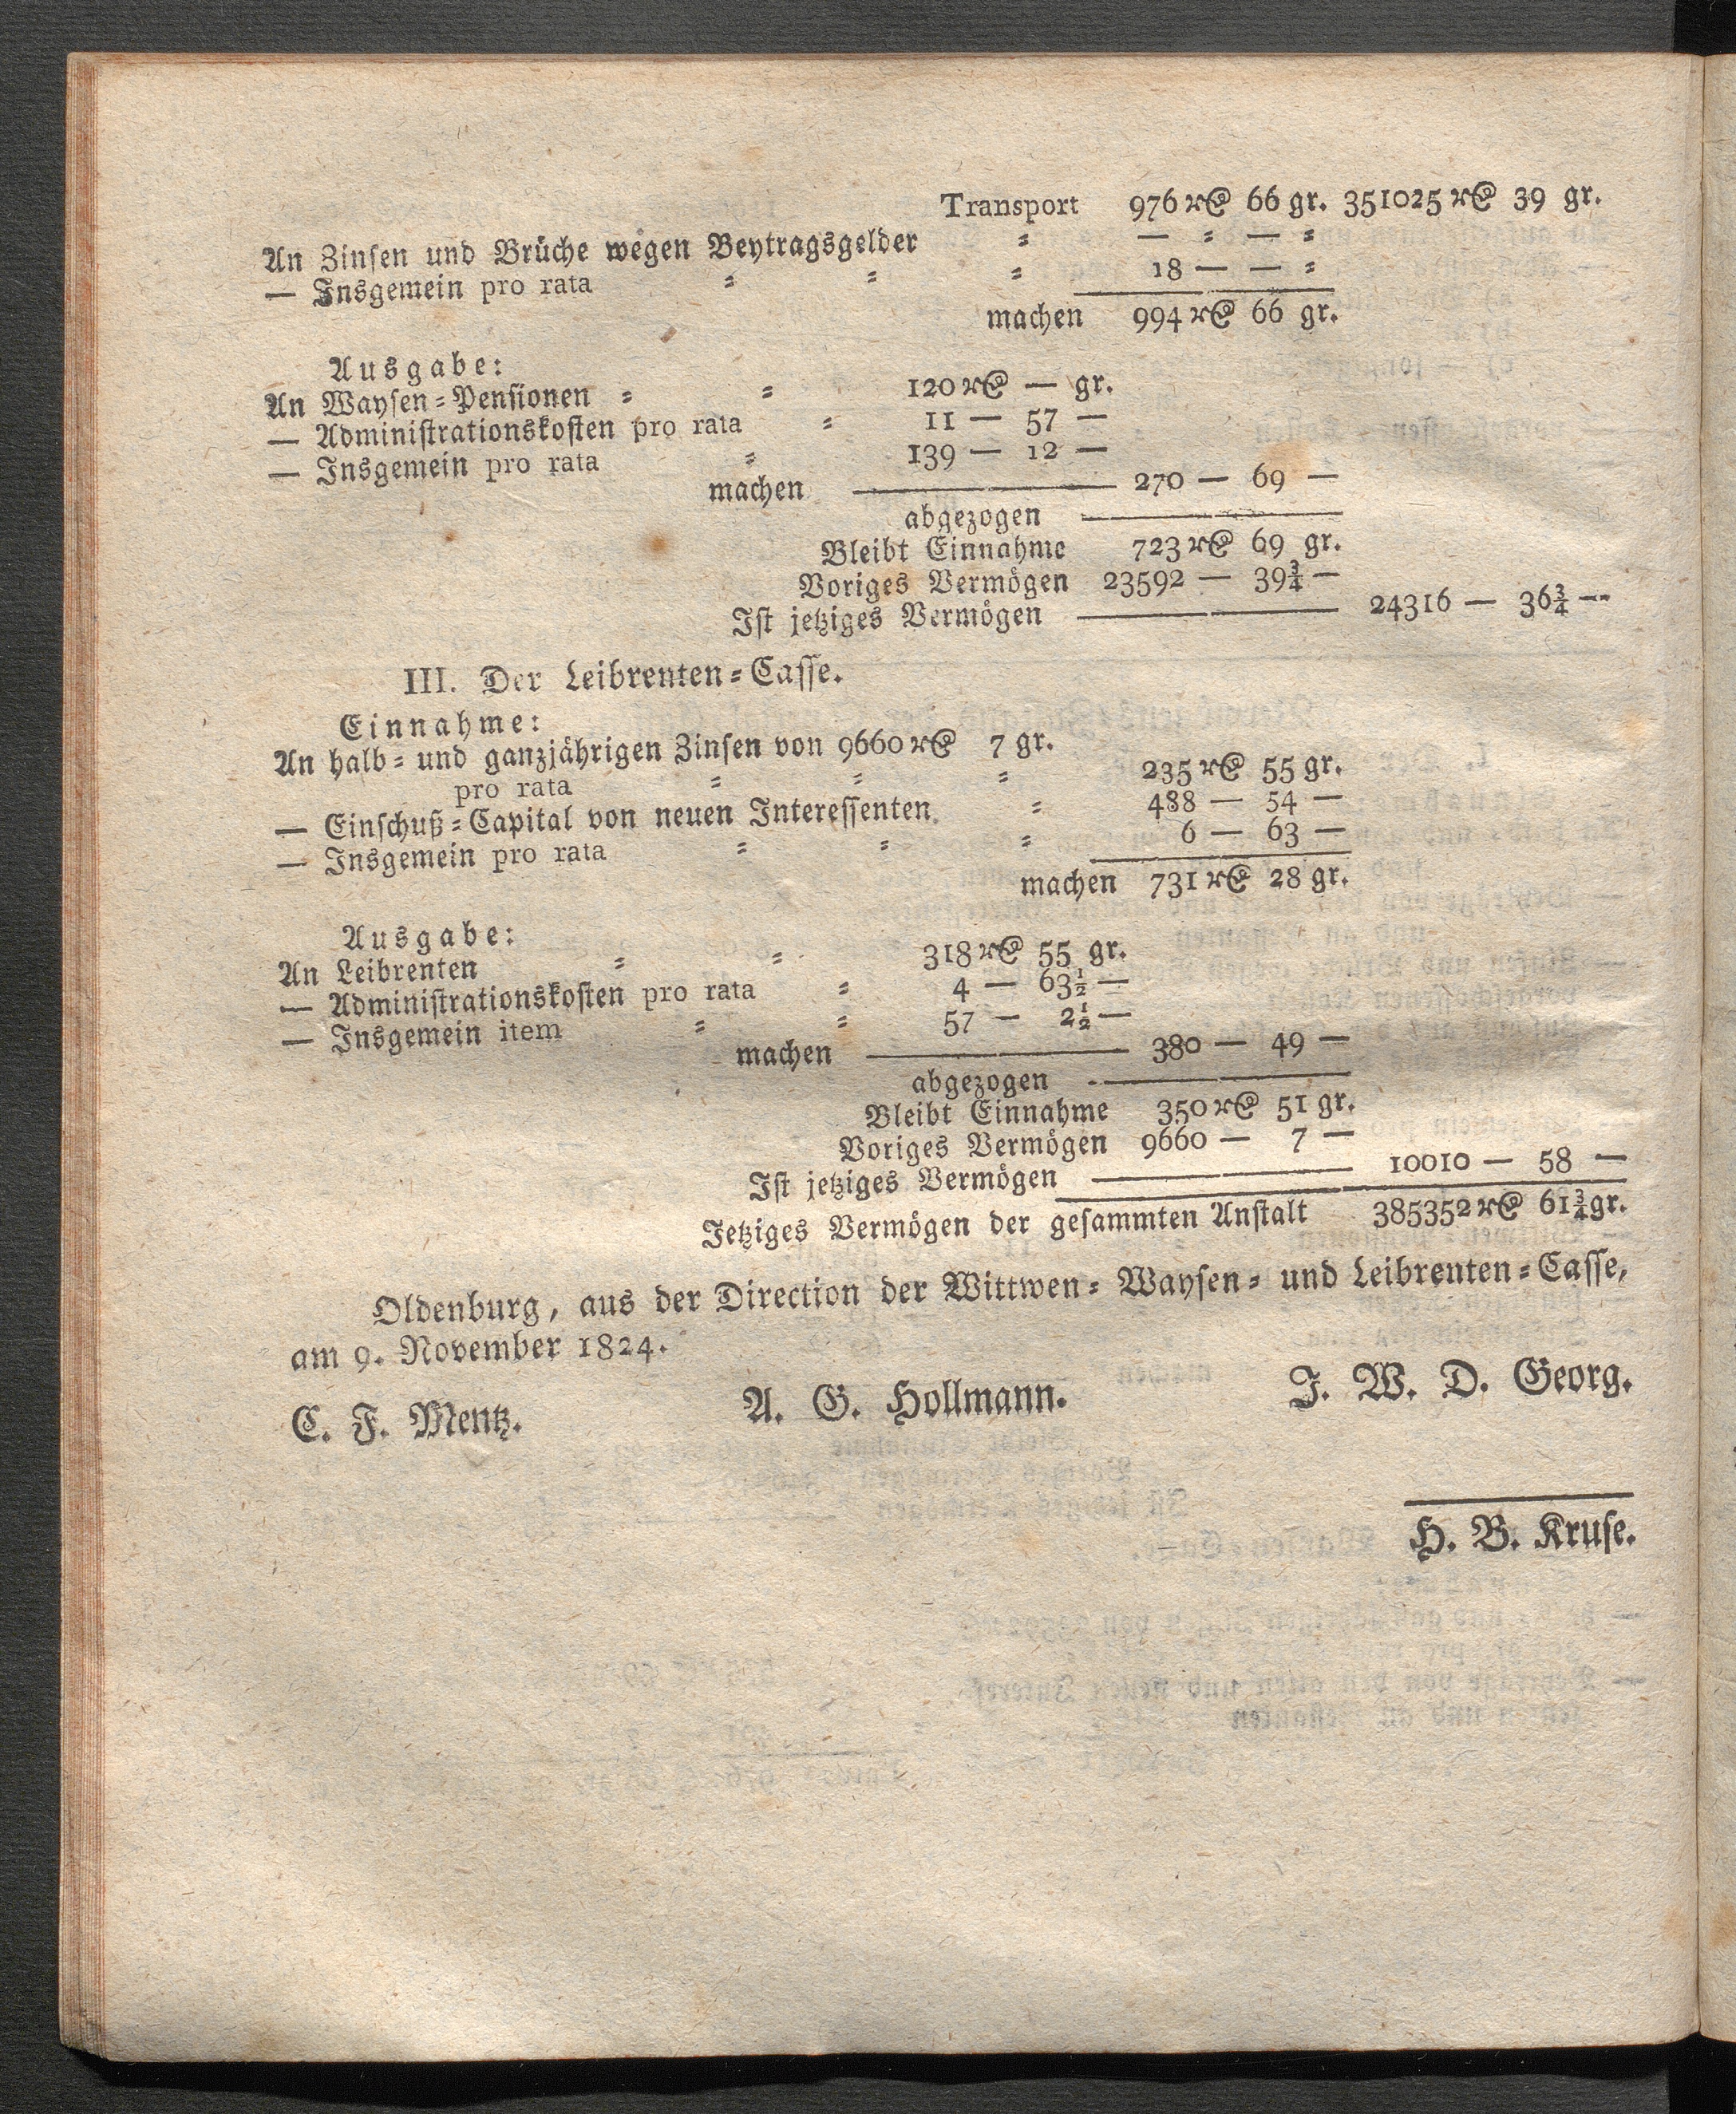 Transport 976 r℔ 66 gr. 351025 r℔ 39 gr.
An Zinsen und Brüche wegen Beytragsgelder = — = — =
— Insgemein pro rata = = = 18 — — =
machen 994 r℔ 66 gr.
Ausgabe:
An Waysen=Pensionen = = 120 r℔ — gr.
— Administrationskosten pro rata = 11 — 57 —
— Insgemein pro rata = 139 — 12 —
machen 270 — 69 —
abgezogen
Bleibt Einnahme 723 r℔ 69 gr.
Voriges Vermögen 23592 — 39¾ —
Ist jetziges Vermögen 24316 — 36¾ —
III. Der Leibrenten=Casse.
Einnahme:
An halb= und ganzjährigen Zinsen von 9660 r℔ 7 gr.
pro rata = = = 235 r℔ 55 gr.
— Einschuß=Capital von neuen Interessenten = 488 — 54 —
— Insgemein pro rata = = = 6 — 63 —
machen 731 r℔ 28 gr.
Ausgabe:
An Leibrenten = = 318 r℔ 55 gr.
— Administrationskosten pro rata = 4 — 63½ —
— Insgemein item = = 57 — 2½ —
machen 380 — 49 —
abgezogen
Bleibt Einnahme 350 r℔ 51 gr.
Voriges Vermögen 9660 — 7 —
Ist jetziges Vermögen 10010 — 58 —
Jetziges Vermögen der gesammten Anstalt 385352 r℔ 61¾ gr.
Oldenburg, aus der Direction der Wittwen= Waysen= und Leibrenten=Casse,
am 9. November 1824.
C. F. Mentz. A. G. Hollmann. J. W. D. Georg.
H. B. Kruse.